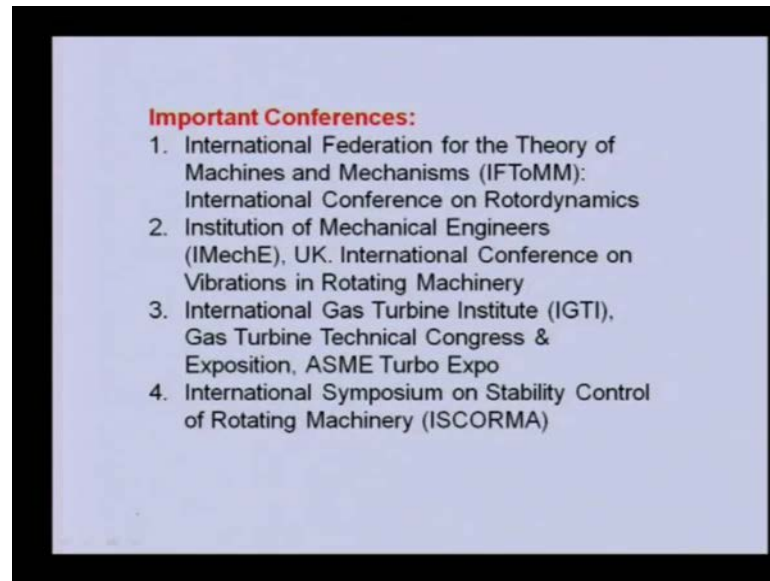 Important Conferences:
1. International Federation for the Theory of
Machines and Mechanisms (IFToMM):
International Conference on Rotordynamics
2. Institution of Mechanical Engineers
(IMechE), UK. International Conference on
Vibrations in Rotating Machinery
3. International Gas Turbine Institute (IGTI),
Gas Turbine Technical Congress &
Exposition, ASME Turbo Expo
4. International Symposium on Stability Control
of Rotating Machinery (ISCORMA)